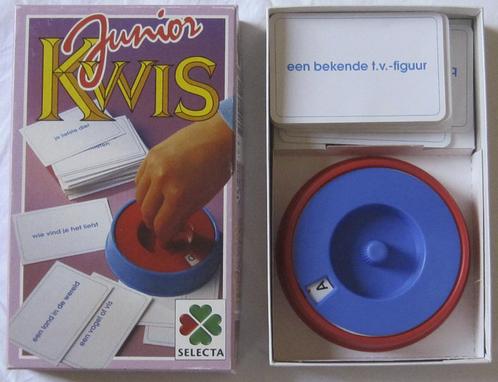 Junior
KWIS
je liefste dier
wie vind je het liefst
een land in de wereld
een vogel of vis
SELECTA
een bekende t.v.-figuur
A